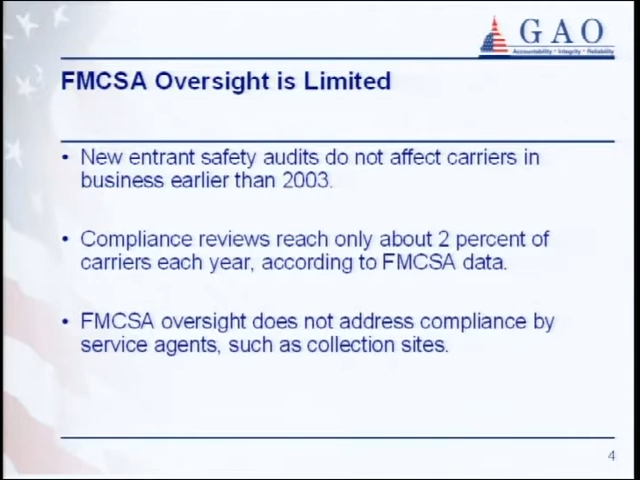 GAO
Accountability * Integrity * Reliability
FMCSA Oversight is Limited
• New entrant safety audits do not affect carriers in
business earlier than 2003.
• Compliance reviews reach only about 2 percent of
carriers each year, according to FMCSA data.
• FMCSA oversight does not address compliance by
service agents, such as collection sites.
4